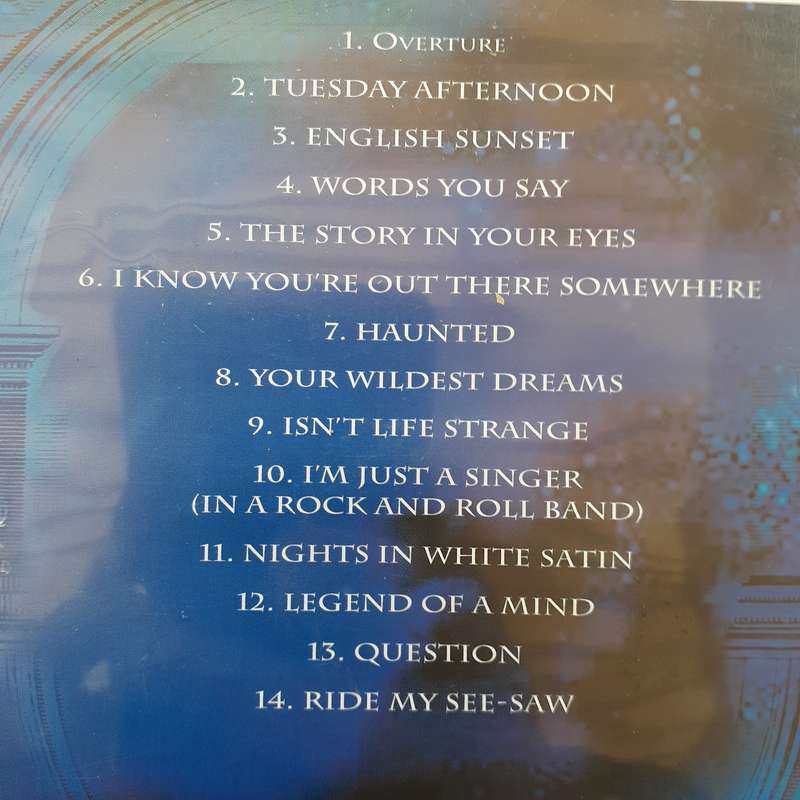 1. OVERTURE
2. TUESDAY AFTERNOON
3. ENGLISH SUNSET
4. WORDS YOU SAY
5. THE STORY IN YOUR EYES
6. I KNOW YOU'RE OUT THERE SOMEWHERE
7. HAUNTED
8. YOUR WILDEST DREAMS
9. ISN'T LIFE STRANGE
10. I'M JUST A SINGER
(IN A ROCK AND ROLL BAND)
11. NIGHTS IN WHITE SATIN
12. LEGEND OF A MIND
13. QUESTION
14. RIDE MY SEE-SAW